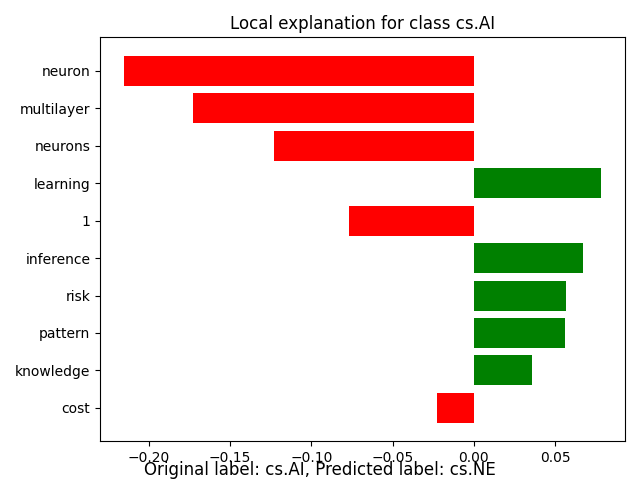 Local explanation for class cs.AI
neuron
multilayer
neurons
learning
1
inference
risk
pattern
knowledge
cost
−0.20 −0.15 −0.10 −0.05 0.00 0.05
Original label: cs.AI, Predicted label: cs.NE